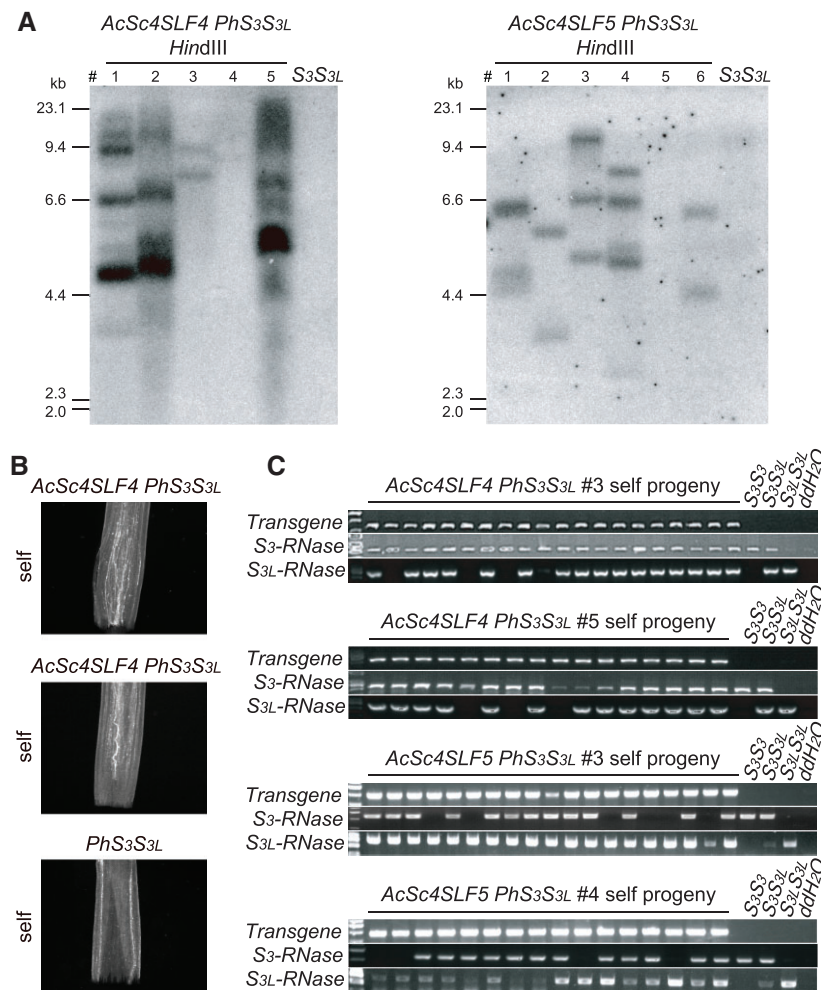 A
AcSc4SLF4 PhS3S3L
HindIII
kb # 1 2 3 4 5 S3S3L
23.1
9.4
6.6
4.4
2.3
2.0
AcSc4SLF5 PhS3S3L
HindIII
kb # 1 2 3 4 5 6 S3S3L
23.1
9.4
6.6
4.4
2.3
2.0
B
AcSc4SLF4 PhS3S3L
self
AcSc4SLF4 PhS3S3L
self
PhS3S3L
self
C
AcSc4SLF4 PhS3S3L #3 self progeny
S3S3 S3S3L S3LS3L ddH2O
Transgene
S3-RNase
S3L-RNase
AcSc4SLF4 PhS3S3L #5 self progeny
S3S3 S3S3L S3LS3L ddH2O
Transgene
S3-RNase
S3L-RNase
AcSc4SLF5 PhS3S3L #3 self progeny
S3S3 S3S3L S3LS3L ddH2O
Transgene
S3-RNase
S3L-RNase
AcSc4SLF5 PhS3S3L #4 self progeny
S3S3 S3S3L S3LS3L ddH2O
Transgene
S3-RNase
S3L-RNase